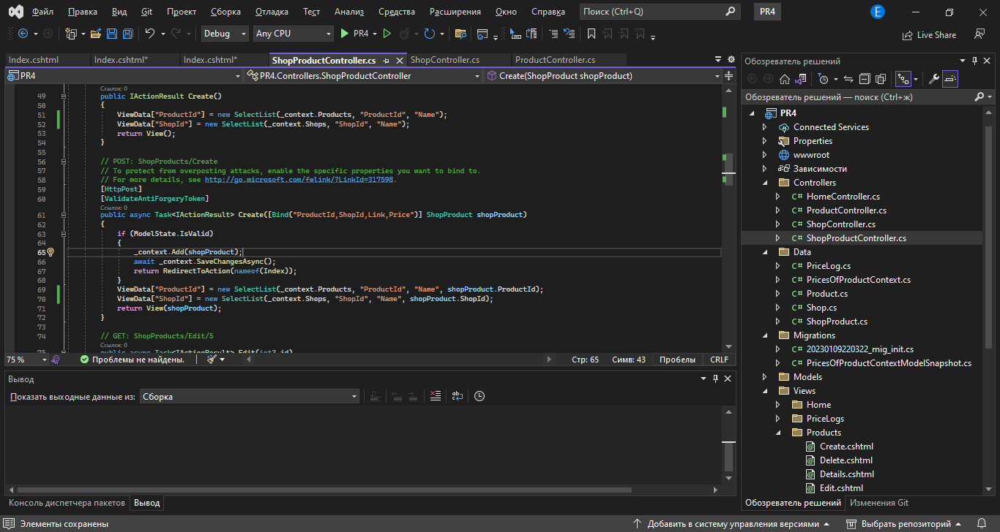 Файл Правка Вид Git Проект Сборка Отладка Тест Анализ Средства Расширения Окно Справка Поиск (Ctrl+Q) PR4 E
Debug Any CPU PR4 Live Share
Index.cshtml Index.cshtml* Index.cshtml* ShopProductController.cs ShopController.cs ProductController.cs
PR4 PR4.Controllers.ShopProductController Create(ShopProduct shopProduct)
Ссылок: 0
49 public IActionResult Create()
50 {
51 ViewData["ProductId"] = new SelectList(_context.Products, "ProductId", "Name");
52 ViewData["ShopId"] = new SelectList(_context.Shops, "ShopId", "Name");
53 return View();
54 }
55
56 // POST: ShopProducts/Create
57 // To protect from overposting attacks, enable the specific properties you want to bind to.
58 // For more details, see http://go.microsoft.com/fwlink/?LinkId=317598.
59 [HttpPost]
60 [ValidateAntiForgeryToken]
Ссылок: 0
61 public async Task<IActionResult> Create([Bind("ProductId,ShopId,Link,Price")] ShopProduct shopProduct)
62 {
63 if (ModelState.IsValid)
64 {
65 _context.Add(shopProduct);
66 await _context.SaveChangesAsync();
67 return RedirectToAction(nameof(Index));
68 }
69 ViewData["ProductId"] = new SelectList(_context.Products, "ProductId", "Name", shopProduct.ProductId);
70 ViewData["ShopId"] = new SelectList(_context.Shops, "ShopId", "Name", shopProduct.ShopId);
71 return View(shopProduct);
72 }
73
74 // GET: ShopProducts/Edit/5
Ссылок: 0
75 public async Task<IActionResult> Edit(int? id)
75 % Проблемы не найдены. Стр: 65 Симв: 43 Пробелы CRLF
Вывод
Показать выходные данные из: Сборка
Консоль диспетчера пакетов Вывод
Обозреватель решений
Обозреватель решений — поиск (Ctrl+ж)
PR4
Connected Services
Properties
wwwroot
Зависимости
Controllers
C# HomeController.cs
C# ProductController.cs
C# ShopController.cs
C# ShopProductController.cs
Data
C# PriceLog.cs
C# PricesOfProductContext.cs
C# Product.cs
C# Shop.cs
C# ShopProduct.cs
Migrations
C# 20230109220322_mig_init.cs
C# PricesOfProductContextModelSnapshot.cs
Models
Views
Home
PriceLogs
Products
Create.cshtml
Delete.cshtml
Details.cshtml
Edit.cshtml
Обозреватель решений Изменения Git
Элементы сохранены Добавить в систему управления версиями Выбрать репозиторий